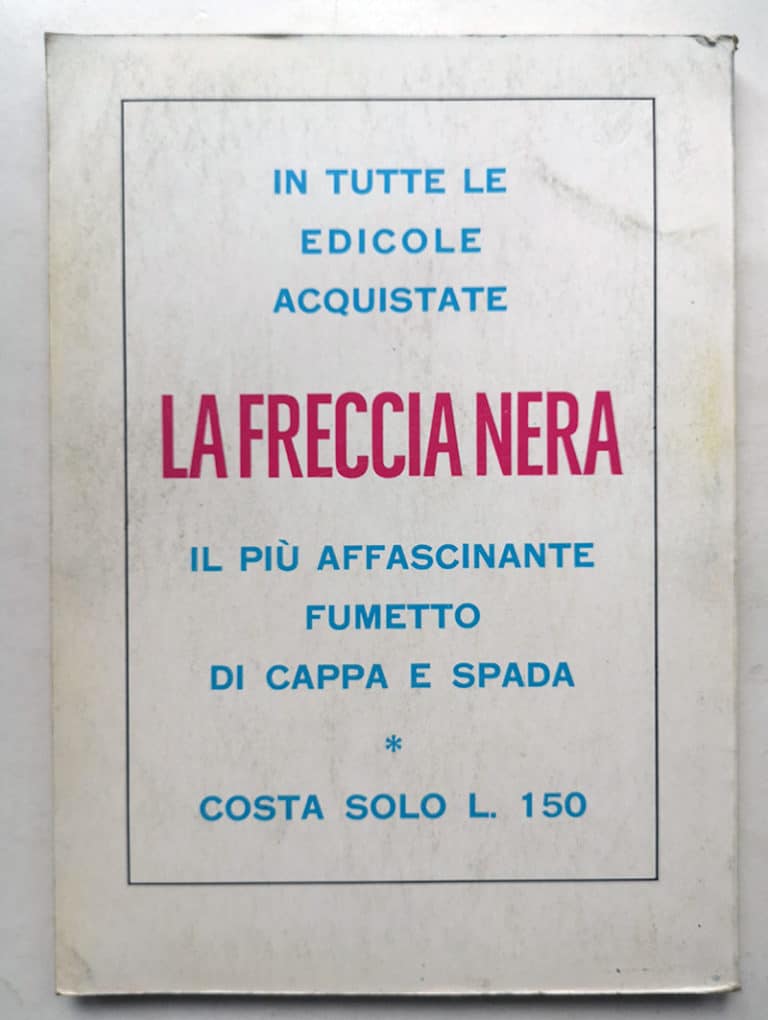 IN TUTTE LE
EDICOLE
ACQUISTATE
LA FRECCIA NERA
IL PIÙ AFFASCINANTE
FUMETTO
DI CAPPA E SPADA
*
COSTA SOLO L. 150